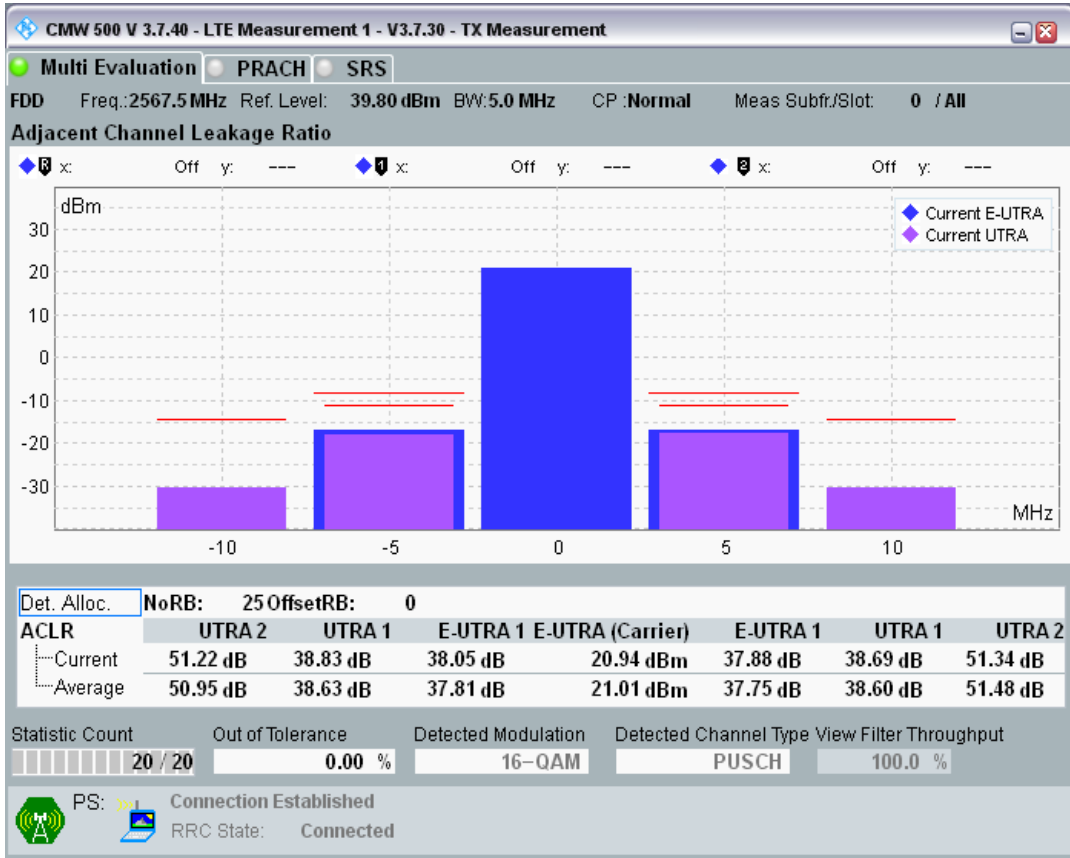 CMW 500 V 3.7.40 - LTE Measurement 1 - V3.7.30 - TX Measurement
Multi Evaluation PRACH SRS
FDD Freq.:2567.5 MHz Ref. Level: 39.80 dBm BW:5.0 MHz CP :Normal Meas Subfr./Slot: 0 / All
Adjacent Channel Leakage Ratio
R x: Off y: --- 1 x: Off y: --- 2 x: Off y: ---
dBm
Current E-UTRA
Current UTRA
30
20
10
0
-10
-20
-30
MHz
-10 -5 0 5 10
Det. Alloc. NoRB: 25 OffsetRB: 0
ACLR UTRA 2 UTRA 1 E-UTRA 1 E-UTRA (Carrier) E-UTRA 1 UTRA 1 UTRA 2
Current 51.22 dB 38.83 dB 38.05 dB 20.94 dBm 37.88 dB 38.69 dB 51.34 dB
Average 50.95 dB 38.63 dB 37.81 dB 21.01 dBm 37.75 dB 38.60 dB 51.48 dB
Statistic Count Out of Tolerance Detected Modulation Detected Channel Type View Filter Throughput
20 / 20 0.00 % 16-QAM PUSCH 100.0 %
PS: Connection Established
RRC State: Connected